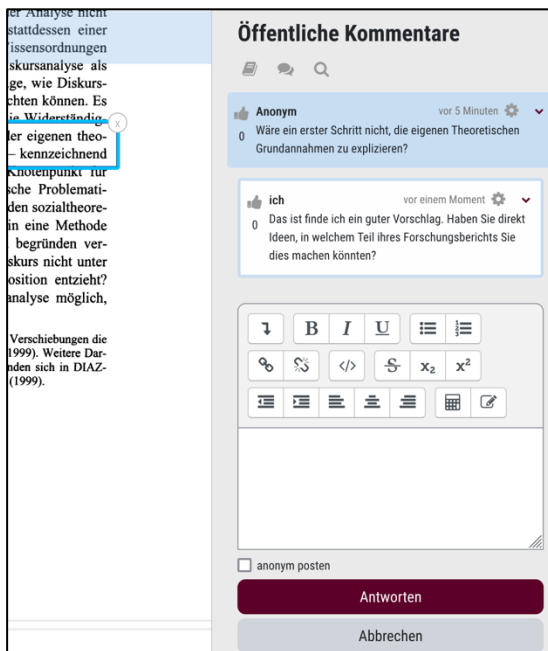 er Analyse nicht
stattdessen einer
issensordnungen
skursanalyse als
ge, wie Diskurs-
chten können. Es
ie Widerständig-
ler eigenen theo-
– kennzeichnend
Knotenpunkt für
sche Problemati-
den sozialtheore-
in eine Methode
begründen ver-
skurs nicht unter
osition entzieht?
analyse möglich,
Verschiebungen die
1999). Weitere Dar-
nden sich in DIAZ-
(1999).
x
Öffentliche Kommentare
Anonym vor 5 Minuten
0 Wäre ein erster Schritt nicht, die eigenen Theoretischen
Grundannahmen zu explizieren?
ich vor einem Moment
0 Das ist finde ich ein guter Vorschlag. Haben Sie direkt
Ideen, in welchem Teil ihres Forschungsberichts Sie
dies machen könnten?
B I U
</> S x₂ x²
anonym posten
Antworten
Abbrechen